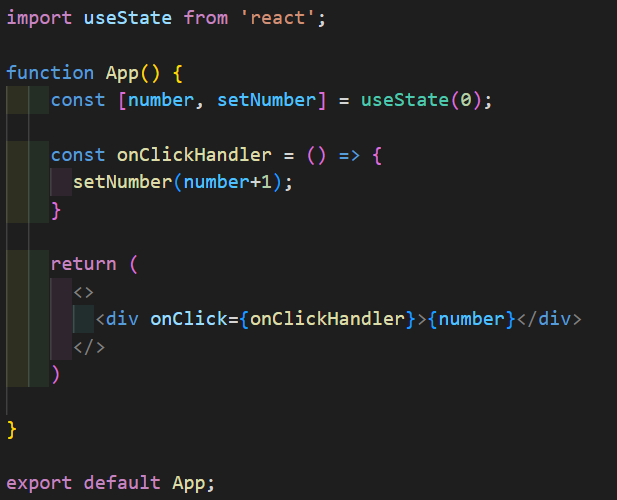 import useState from 'react';
function App() {
const [number, setNumber] = useState(0);
const onClickHandler = () => {
setNumber(number+1);
}
return (
<>
<div onClick={onClickHandler}>{number}</div>
</>
)
}
export default App;